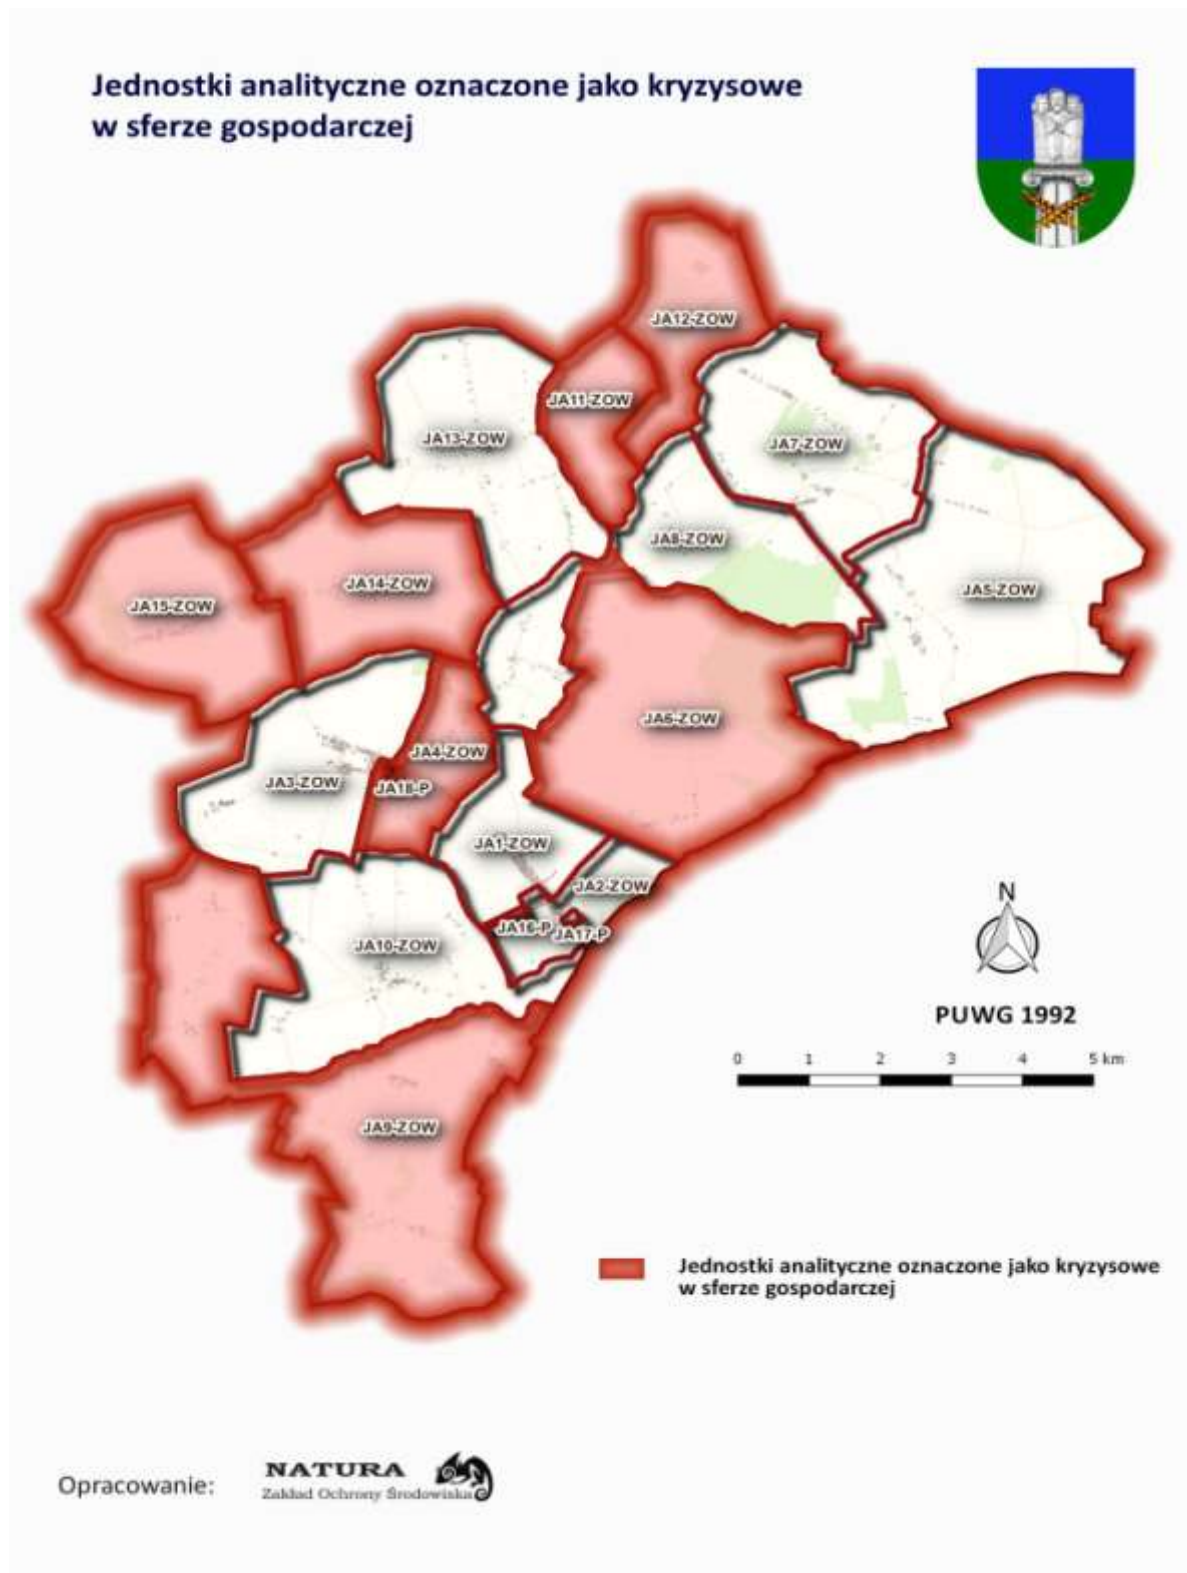 Jednostki analityczne oznaczone jako kryzysowe
w sferze gospodarczej
JA12-ZOW
JA11-ZOW
JA13-ZOW
JA7-ZOW
JA8-ZOW
JA14-ZOW
JA5-ZOW
JA15-ZOW
JA6-ZOW
JA4-ZOW
JA3-ZOW
JA18-P
JA1-ZOW
JA2-ZOW
JA16-P
JA17-P
JA10-ZOW
N
PUWG 1992
0 1 2 3 4 5 km
JA9-ZOW
Jednostki analityczne oznaczone jako kryzysowe
w sferze gospodarczej
Opracowanie:
NATURA
Zakład Ochrony Środowiska